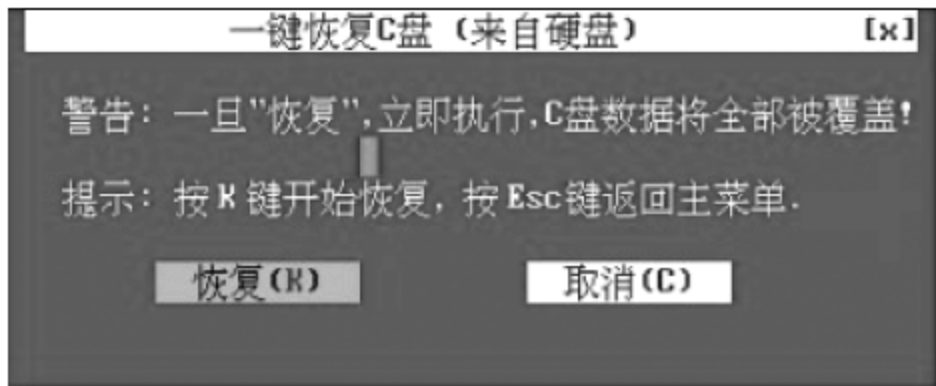 一键恢复C盘 (来自硬盘) [x]
警告: 一旦"恢复",立即执行,C盘数据将全部被覆盖!
提示: 按 K 键开始恢复, 按 Esc键返回主菜单.
恢复(K) 取消(C)